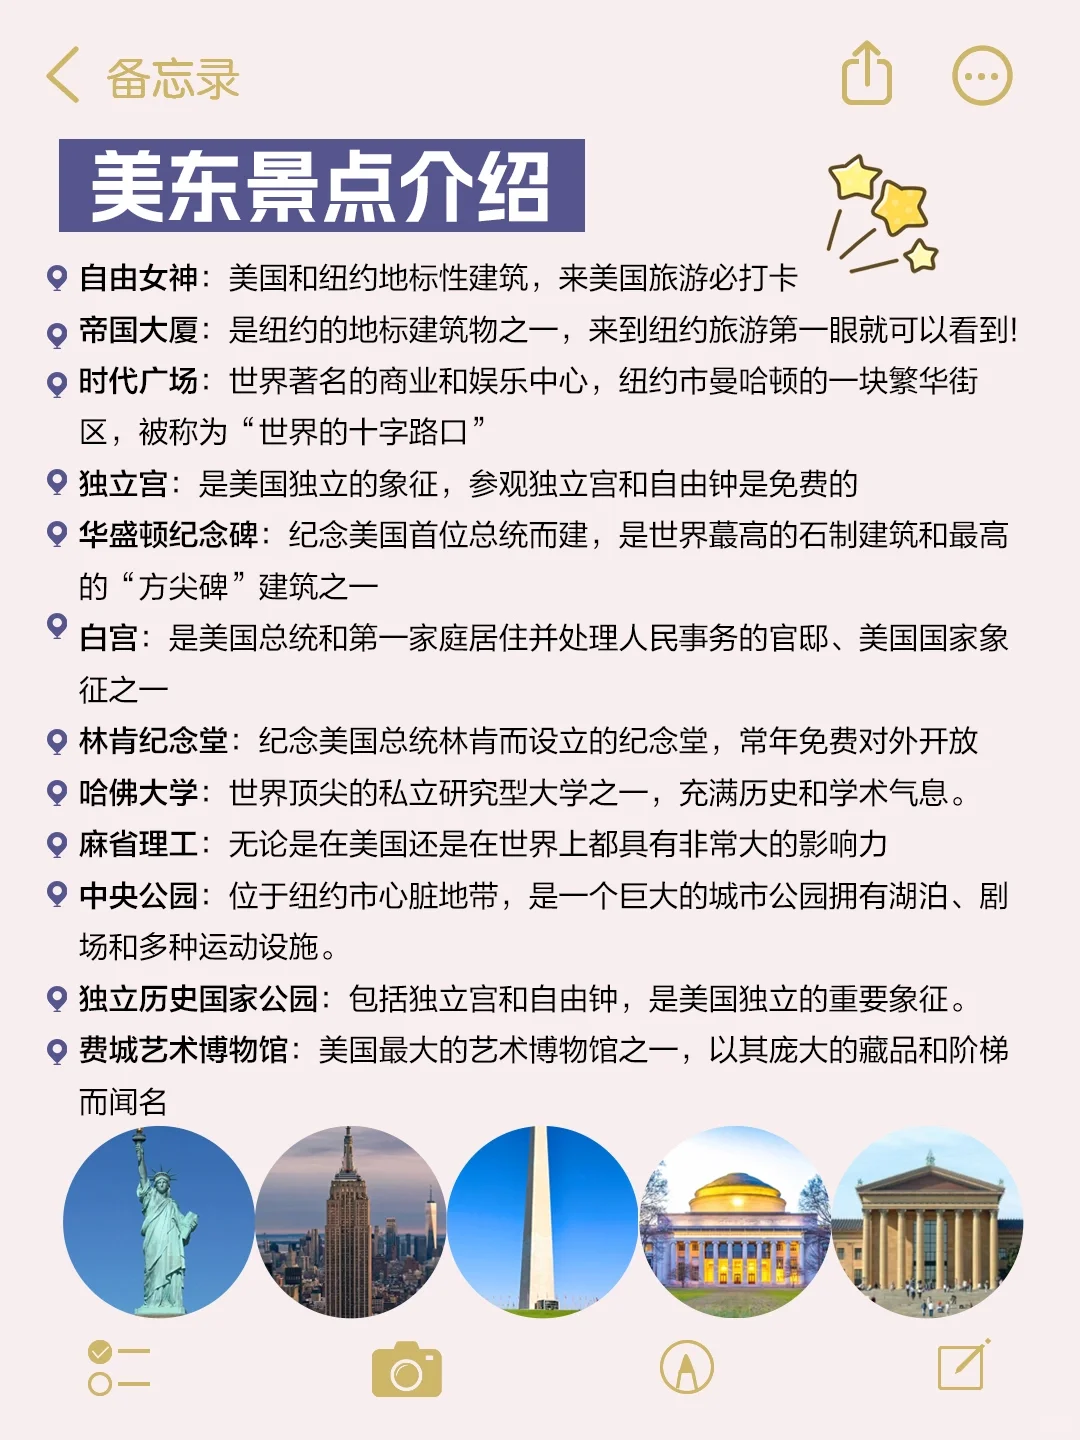 备忘录
美东景点介绍
自由女神：美国和纽约地标性建筑，来美国旅游必打卡
帝国大厦：是纽约的地标建筑物之一，来到纽约旅游第一眼就可以看到!
时代广场：世界著名的商业和娱乐中心，纽约市曼哈顿的一块繁华街
区，被称为“世界的十字路口”
独立宫：是美国独立的象征，参观独立宫和自由钟是免费的
华盛顿纪念碑：纪念美国首位总统而建，是世界蕞高的石制建筑和最高
的“方尖碑”建筑之一
白宫：是美国总统和第一家庭居住并处理人民事务的官邸、美国国家象
征之一
林肯纪念堂：纪念美国总统林肯而设立的纪念堂，常年免费对外开放
哈佛大学：世界顶尖的私立研究型大学之一，充满历史和学术气息。
麻省理工：无论是在美国还是在世界上都具有非常大的影响力
中央公园：位于纽约市心脏地带，是一个巨大的城市公园拥有湖泊、剧
场和多种运动设施。
独立历史国家公园：包括独立宫和自由钟，是美国独立的重要象征。
费城艺术博物馆：美国最大的艺术博物馆之一，以其庞大的藏品和阶梯
而闻名